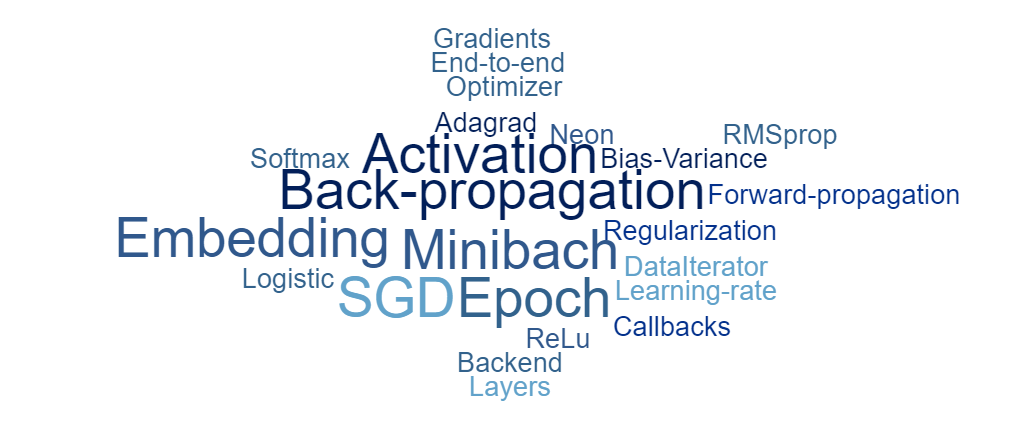 Gradients
End-to-end
Optimizer
Adagrad
Neon
RMSprop
Softmax
Activation
Bias-Variance
Back-propagation
Forward-propagation
Embedding
Minibach
Regularization
DataIterator
Logistic
SGD
Epoch
Learning-rate
Callbacks
ReLu
Backend
Layers